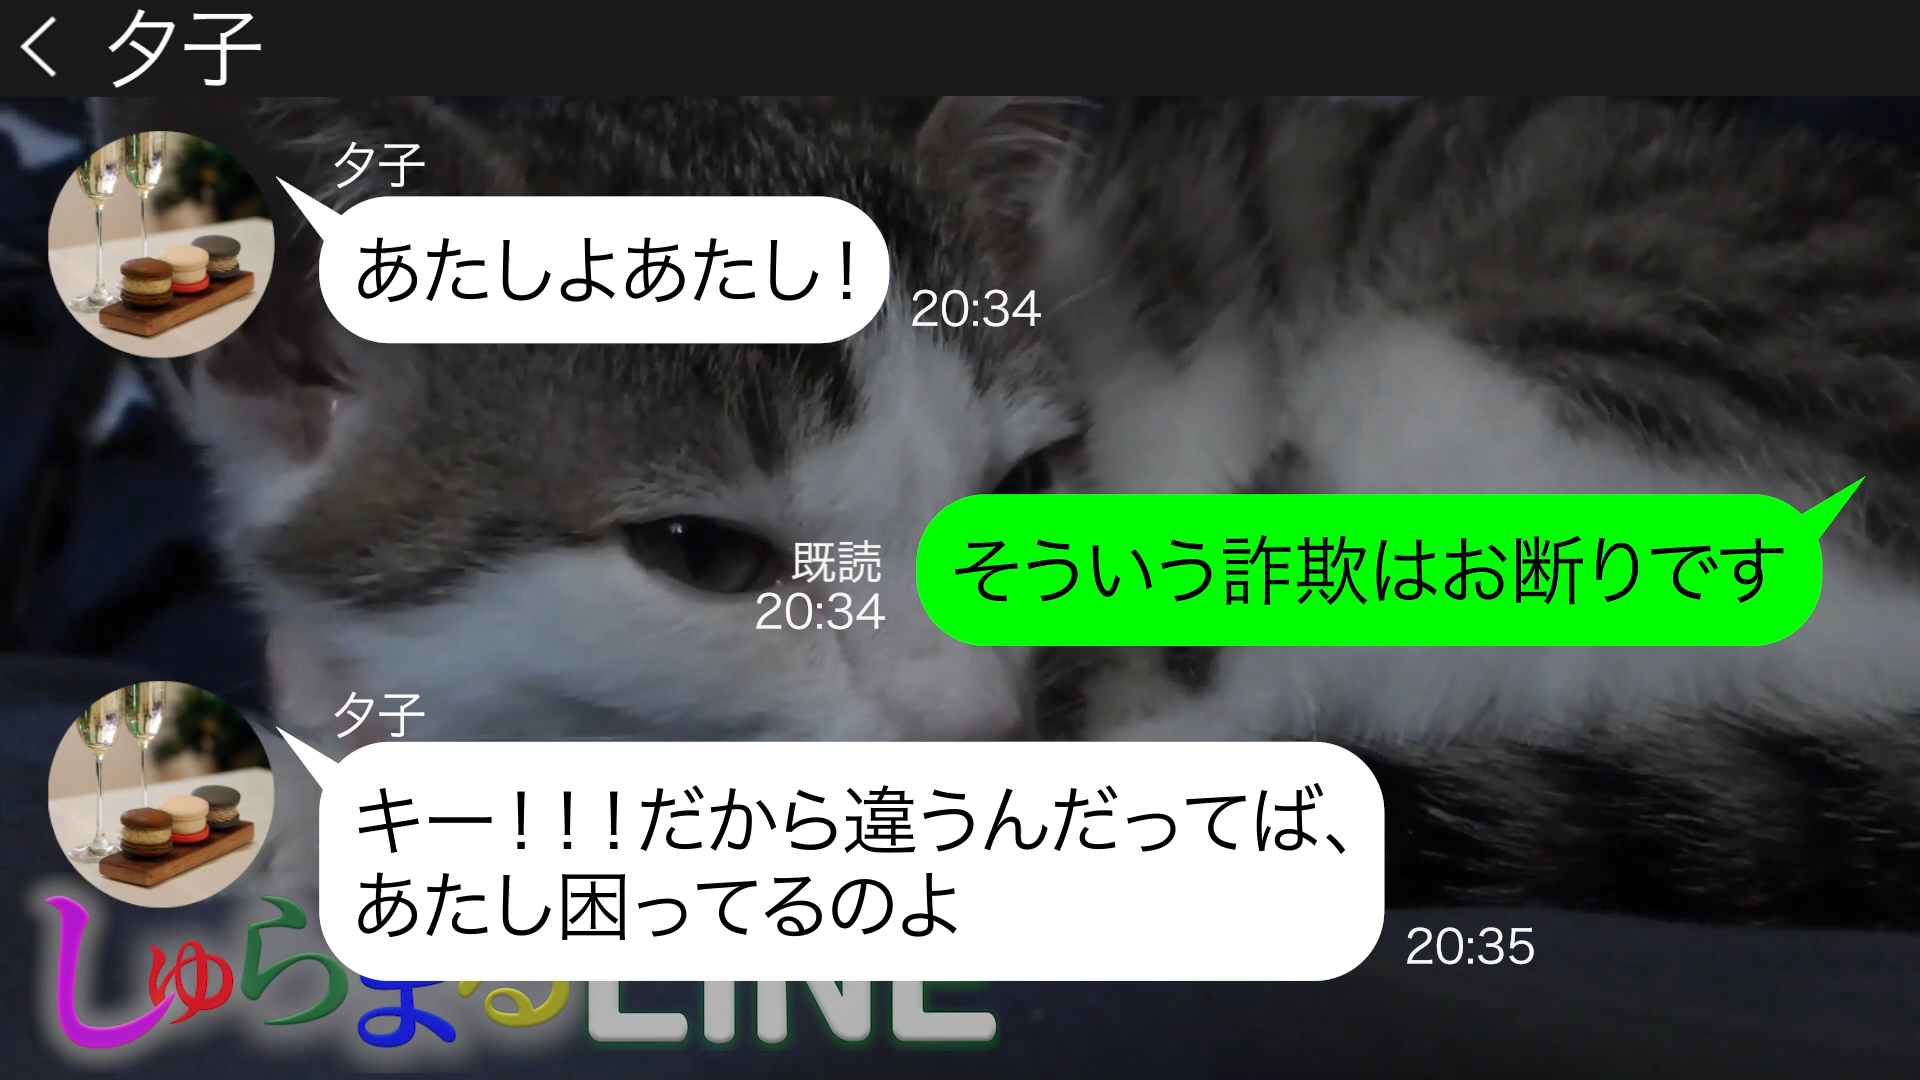 夕子
夕子
あたしよあたし！
20:34
そういう詐欺はお断りです
既読
20:34
夕子
キー！！！だから違うんだってば、
あたし困ってるのよ
20:35
しゅらまるLINE